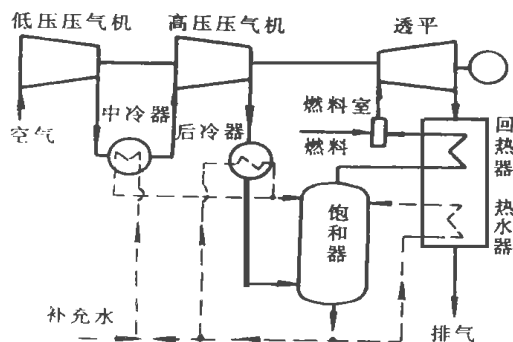 低压压气机
高压压气机
透平
燃料室
中冷器
后冷器
空气
燃料
回热器
饱和器
热水器
补充水
排气